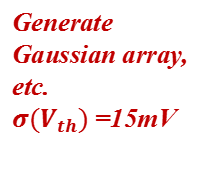 Generate
Gaussian array,
etc.
σ(Vth) =15mV